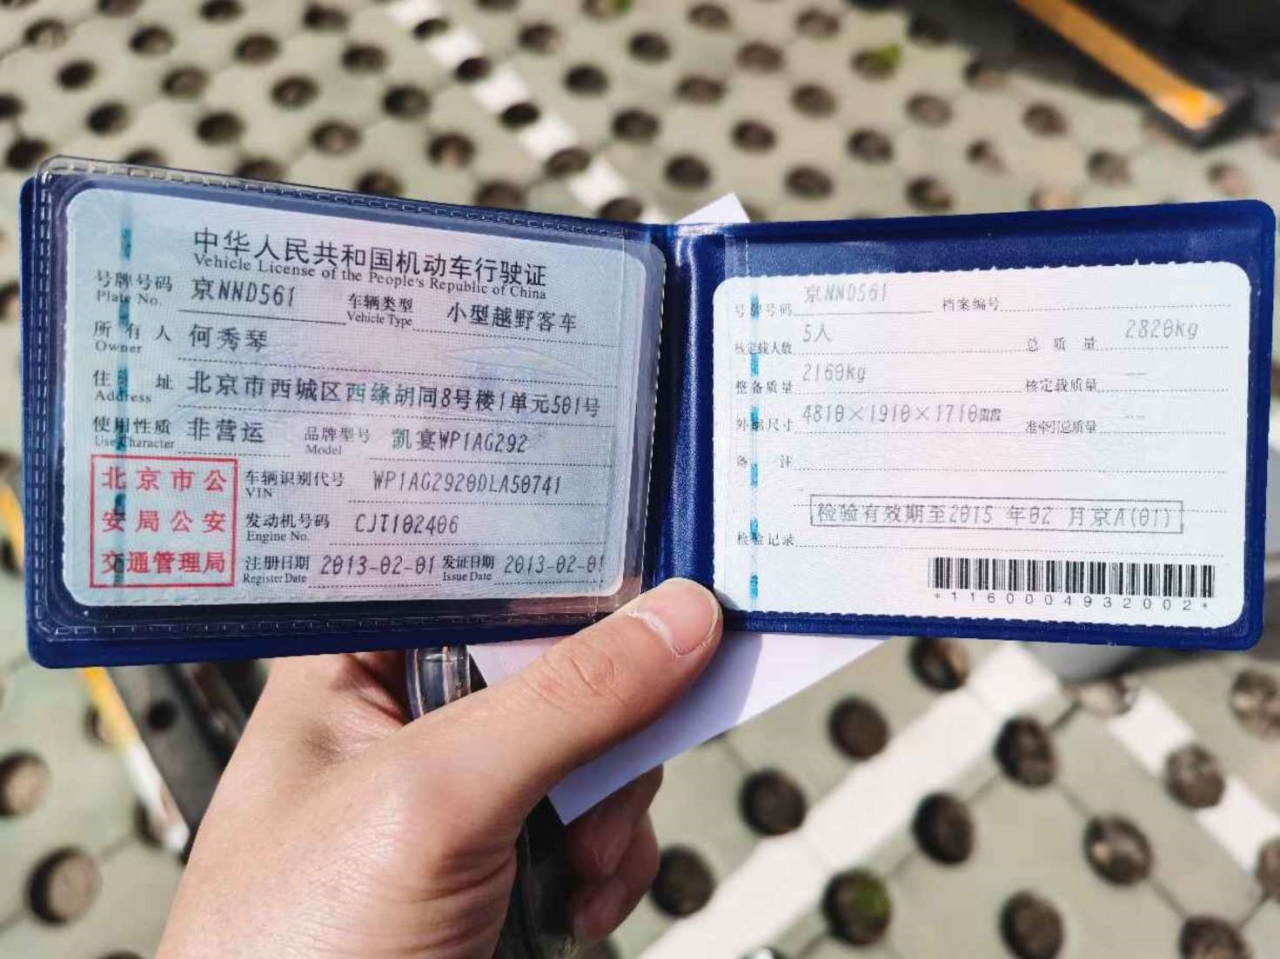 中华人民共和国机动车行驶证
Vehicle License of the People's Republic of China
号牌号码 京NND561 车辆类型 小型越野客车
Plate No. Vehicle Type
所有人 何秀琴
Owner
住址 北京市西城区西绦胡同8号楼1单元501号
Address
使用性质 非营运 品牌型号 凯宴WP1AG292
Use Character Model
北京市公
安局公安
交通管理局
车辆识别代号 WP1AG2920DLA50741
VIN
发动机号码 CJT102406
Engine No.
注册日期 2013-02-01 发证日期 2013-02-01
Register Date Issue Date
号牌号码 京NND561 档案编号
核定载人数 5人 总质量 2820kg
整备质量 2160kg 核定载质量 --
外廓尺寸 4810×1910×1710 准牵引总质量 --
备注
检验有效期至2015年02月京A(01)
检验记录
*1160004932002*